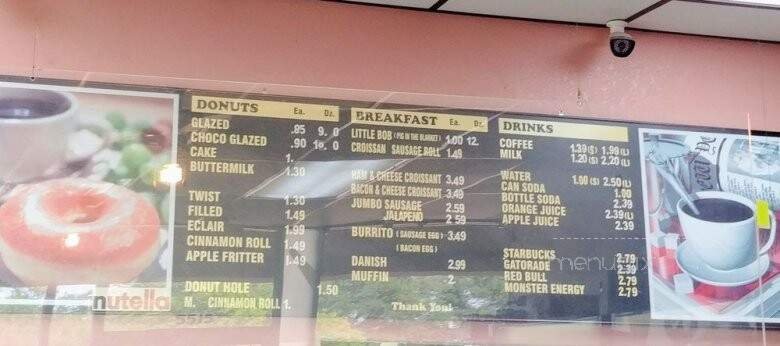 DONUTS Ea. Dz.
GLAZED .95 9. 0
CHOCO GLAZED .90 0
CAKE 1.
BUTTERMILK 1.30
TWIST 1.30
FILLED 1.49
ECLAIR 1.99
CINNAMON ROLL 1.49
APPLE FRITTER 1.49
DONUT HOLE 1.50
M. CINNAMON ROLL 1.
BREAKFAST Ea. Dz.
LITTLE BOB (PIG IN THE BLANKET) 1.00 12.
CROISSAN SAUSAGE ROLL 1.49
HAM & CHEESE CROISSANT 3.49
BACON & CHEESE CROISSANT 3.49
JUMBO SAUSAGE 2.59
JALAPENO 2 59
BURRITO (SAUSAGE EGG) 3.49
(BACON EGG)
DANISH 2.99
MUFFIN 2.
Thank You!
DRINKS
COFFEE 1.39 (S) 1.99 (L)
MILK 1.20 (S) 2.20 (L)
WATER 1.00 (S) 2.50 (L)
CAN SODA 1.00
BOTTLE SODA 2.39
ORANGE JUICE 2.39 (L)
APPLE JUICE 2.39
STARBUCKS 2.79
GATORADE 2.39
RED BULL 2.79
MONSTER ENERGY 2.79
nutella